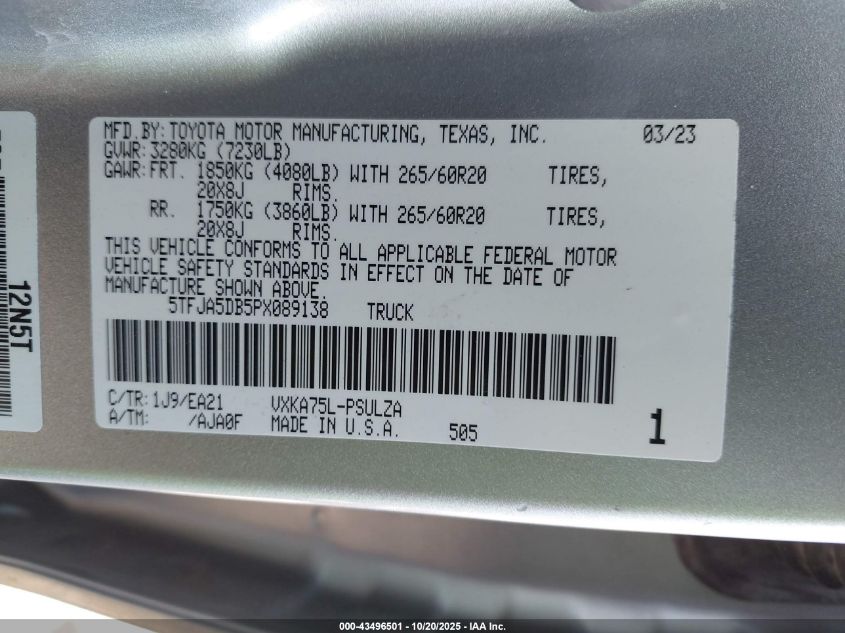 MFD.BY: TOYOTA MOTOR MANUFACTURING, TEXAS, INC. 03/23
GVWR: 3280KG (7230LB)
GAWR: FRT. 1850KG (4080LB) WITH 265/60R20 TIRES,
20X8J RIMS.
RR. 1750KG (3860LB) WITH 265/60R20 TIRES,
20X8J RIMS.
THIS VEHICLE CONFORMS TO ALL APPLICABLE FEDERAL MOTOR
VEHICLE SAFETY STANDARDS IN EFFECT ON THE DATE OF
MANUFACTURE SHOWN ABOVE.
5TFJA5DB5PX089138 TRUCK
C/TR: 1J9/EA21 VXKA75L-PSULZA
A/TM: /AJA0F MADE IN U.S.A. 505 1
12N5T
000-43496501 - 10/20/2025 - IAA Inc.